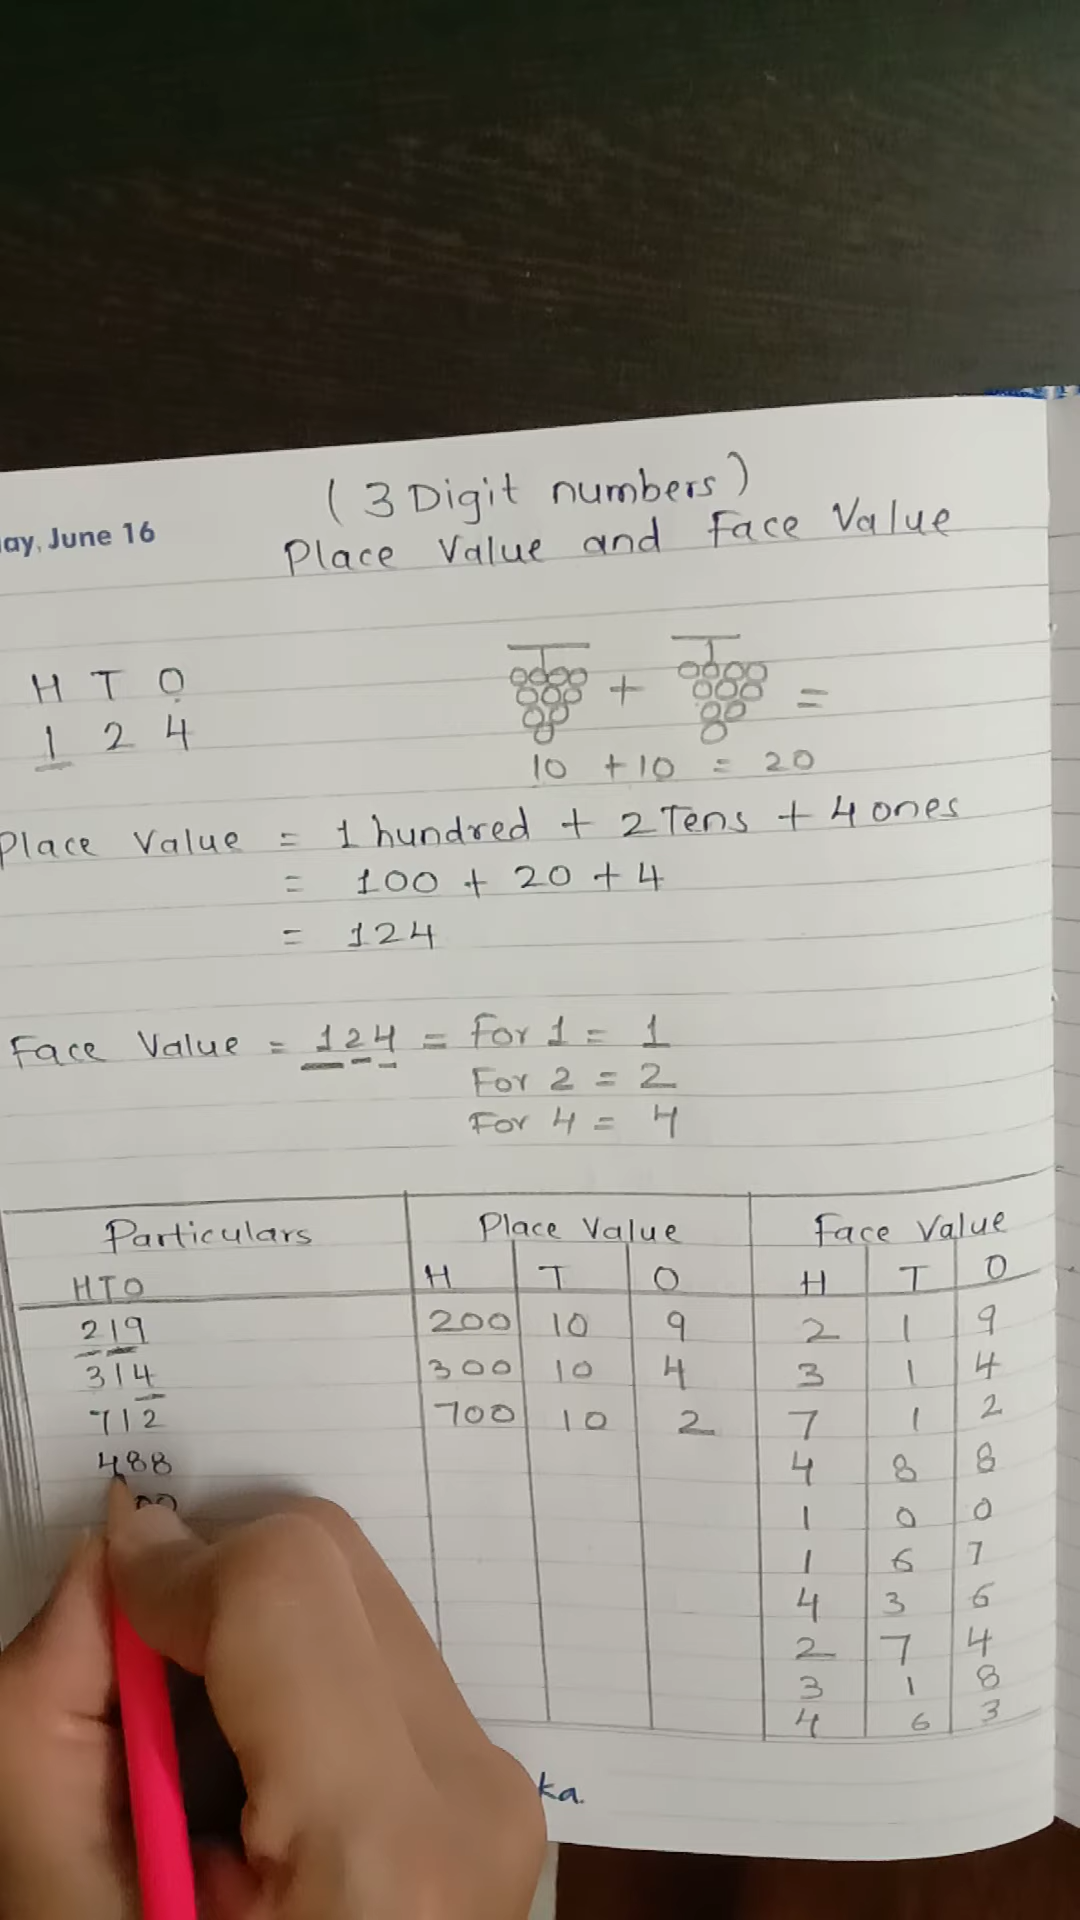 (3 Digit numbers)
June 16
Place Value and Face Value
H T O
1 2 4
+ =
10 + 10 = 20
Place Value = 1 hundred + 2 Tens + 4 ones
= 100 + 20 + 4
= 124
Face Value = 124 = For 1 = 1
For 2 = 2
For 4 = 4
Particulars Place Value Face Value
HTO H T O H T O
219 200 10 9 2 1 9
314 300 10 4 3 1 4
712 700 10 2 7 1 2
488 4 8 8
1 0 0
1 6 7
4 3 6
2 7 4
3 1 8
4 6 3